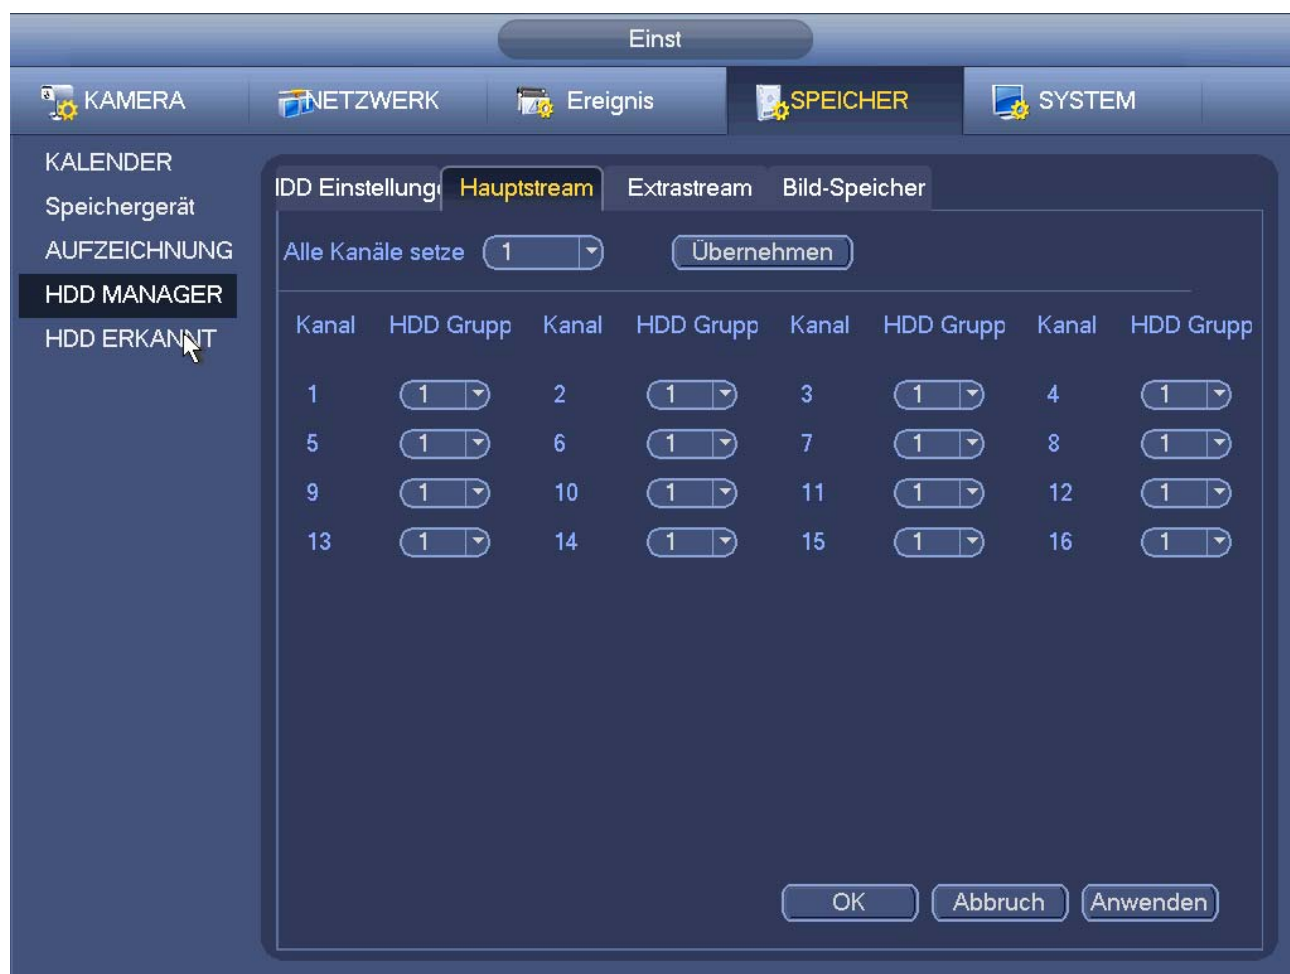 Einst
KAMERA NETZWERK Ereignis SPEICHER SYSTEM
KALENDER
Speichergerät
AUFZEICHNUNG
HDD MANAGER
HDD ERKANNT
IDD Einstellung Hauptstream Extrastream Bild-Speicher
Alle Kanäle setze 1 Übernehmen
Kanal HDD Grupp Kanal HDD Grupp Kanal HDD Grupp Kanal HDD Grupp
1 1 2 1 3 1 4 1
5 1 6 1 7 1 8 1
9 1 10 1 11 1 12 1
13 1 14 1 15 1 16 1
OK Abbruch Anwenden